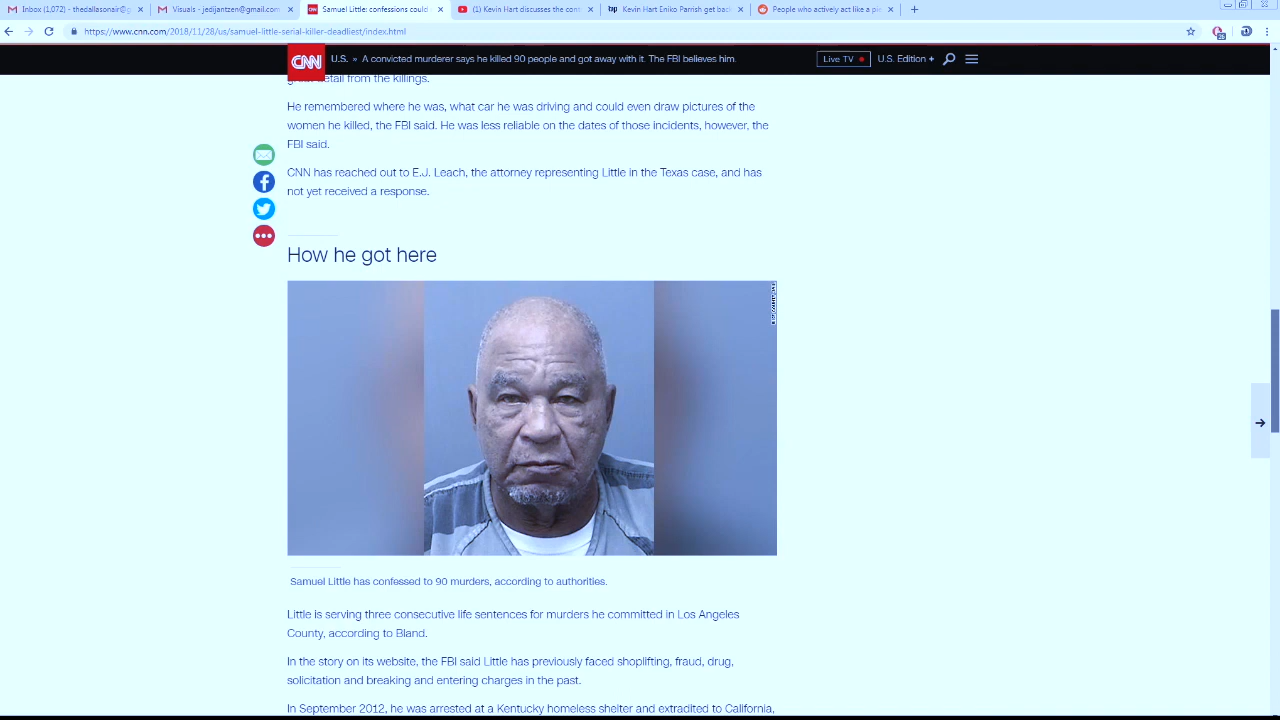 Inbox (1,072) - thedallasonair@g
Visuals - jedijantzen@gmail.com
Samuel Little: confessions could
(1) Kevin Hart discusses the con
Kevin Hart Eniko Parrish get bac
People who actively act like a pi
https://www.cnn.com/2018/11/28/us/samuel-little-serial-killer-deadliest/index.html
CNN U.S. » A convicted murderer says he killed 90 people and got away with it. The FBI believes him. Live TV U.S. Edition +
detail from the killings.
He remembered where he was, what car he was driving and could even draw pictures of the
women he killed, the FBI said. He was less reliable on the dates of those incidents, however, the
FBI said.
CNN has reached out to E.J. Leach, the attorney representing Little in the Texas case, and has
not yet received a response.
How he got here
Samuel Little has confessed to 90 murders, according to authorities.
Little is serving three consecutive life sentences for murders he committed in Los Angeles
County, according to Bland.
In the story on its website, the FBI said Little has previously faced shoplifting, fraud, drug,
solicitation and breaking and entering charges in the past.
In September 2012, he was arrested at a Kentucky homeless shelter and extradited to California,